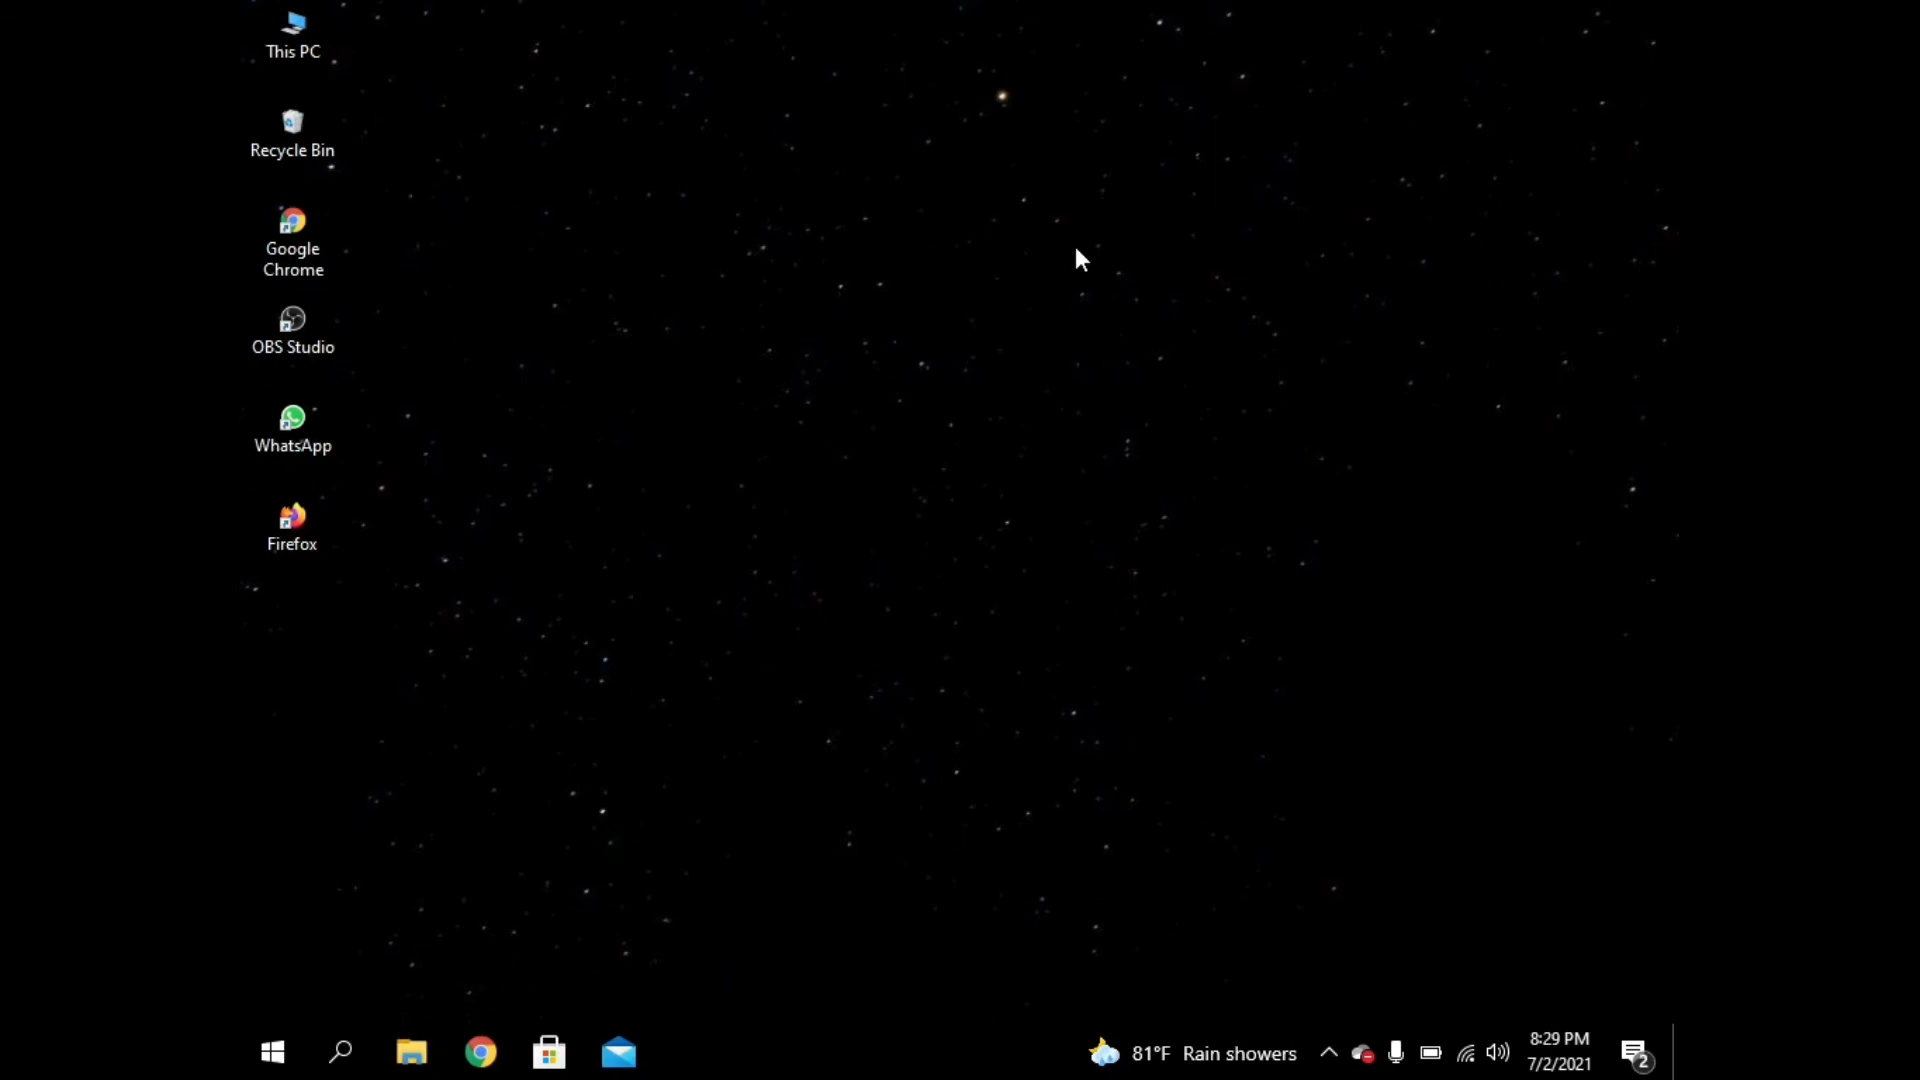 This PC
Recycle Bin
Google
Chrome
OBS Studio
WhatsApp
Firefox
81°F Rain showers
8:29 PM
7/2/2021
2